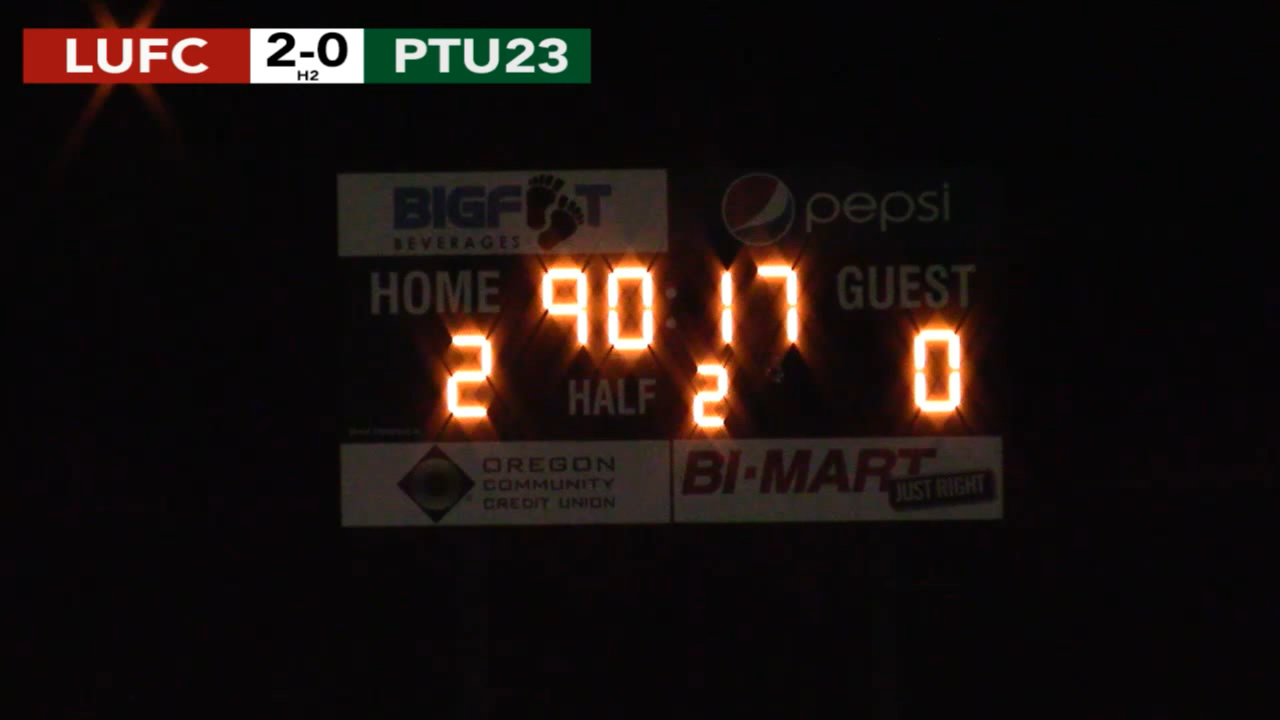 LUFC 2-0 PTU23
H2
BIGFOOT
BEVERAGES
pepsi
HOME 90:17 GUEST
2 HALF 2 0
OREGON
COMMUNITY
CREDIT UNION
BI-MART
JUST RIGHT